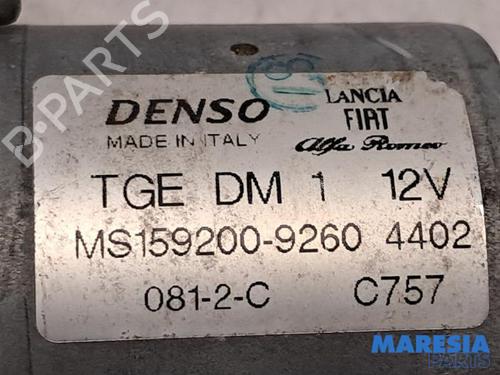 DENSO
LANCIA
FIAT
Alfa Romeo
MADE IN ITALY
TGE DM 1 12V
MS159200-9260 4402
081-2-C C757
B-PARTS
MARESIA
Parts